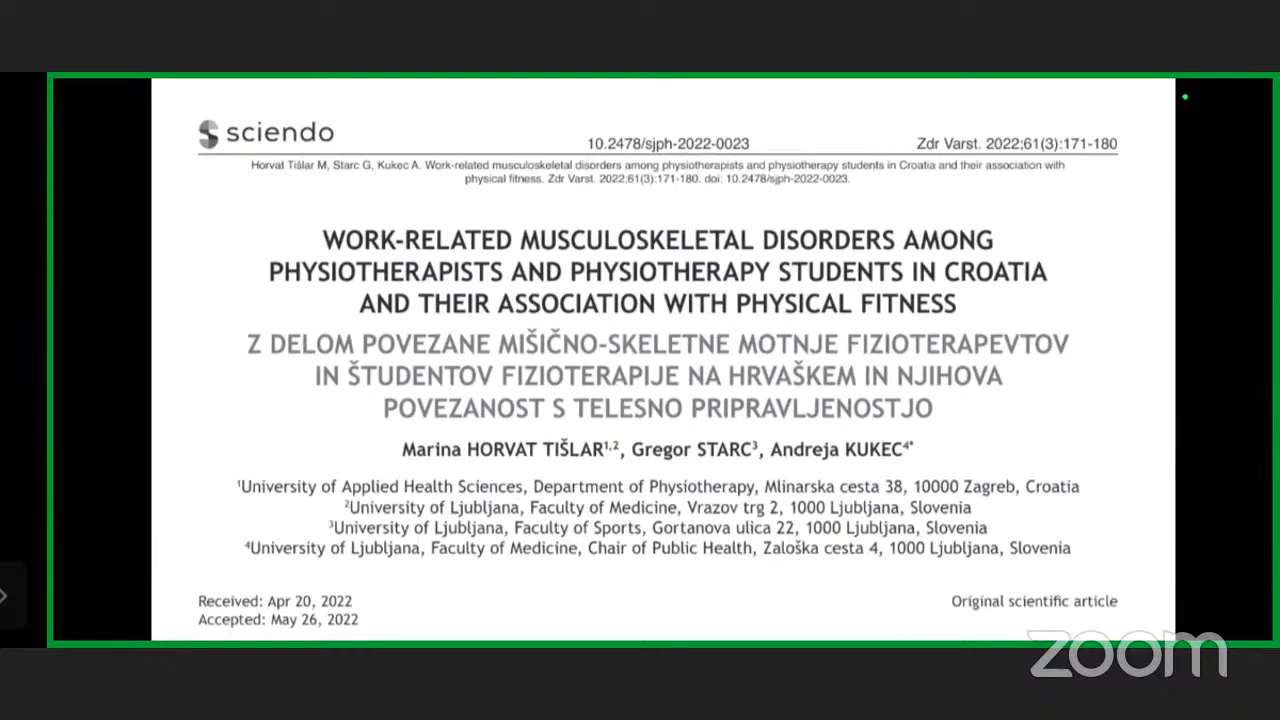 sciendo
10.2478/sjph-2022-0023
Zdr Varst. 2022;61(3):171-180
Horvat Tišlar M, Starc G, Kukec A. Work-related musculoskeletal disorders among physiotherapists and physiotherapy students in Croatia and their association with
physical fitness. Zdr Varst. 2022;61(3):171-180. doi: 10.2478/sjph-2022-0023.
WORK-RELATED MUSCULOSKELETAL DISORDERS AMONG
PHYSIOTHERAPISTS AND PHYSIOTHERAPY STUDENTS IN CROATIA
AND THEIR ASSOCIATION WITH PHYSICAL FITNESS
Z DELOM POVEZANE MIŠIČNO-SKELETNE MOTNJE FIZIOTERAPEVTOV
IN ŠTUDENTOV FIZIOTERAPIJE NA HRVAŠKEM IN NJIHOVA
POVEZANOST S TELESNO PRIPRAVLJENOSTJO
Marina HORVAT TIŠLAR1,2, Gregor STARC3, Andreja KUKEC4*
1University of Applied Health Sciences, Department of Physiotherapy, Mlinarska cesta 38, 10000 Zagreb, Croatia
2University of Ljubljana, Faculty of Medicine, Vrazov trg 2, 1000 Ljubljana, Slovenia
3University of Ljubljana, Faculty of Sports, Gortanova ulica 22, 1000 Ljubljana, Slovenia
4University of Ljubljana, Faculty of Medicine, Chair of Public Health, Zaloška cesta 4, 1000 Ljubljana, Slovenia
Received: Apr 20, 2022
Accepted: May 26, 2022
Original scientific article
zoom